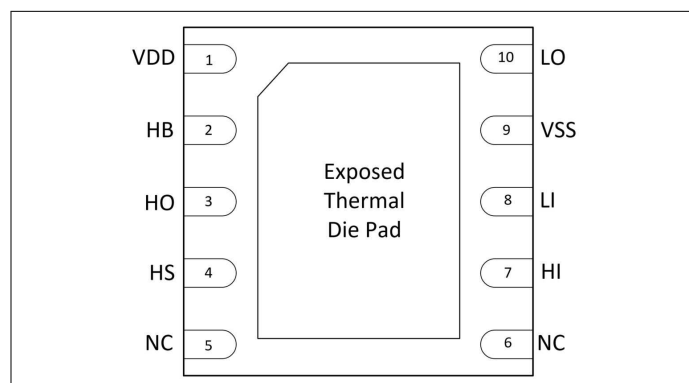 VDD 1 10 LO
HB 2 9 VSS
Exposed
HO 3 Thermal 8 LI
Die Pad
HS 4 7 HI
NC 5 6 NC